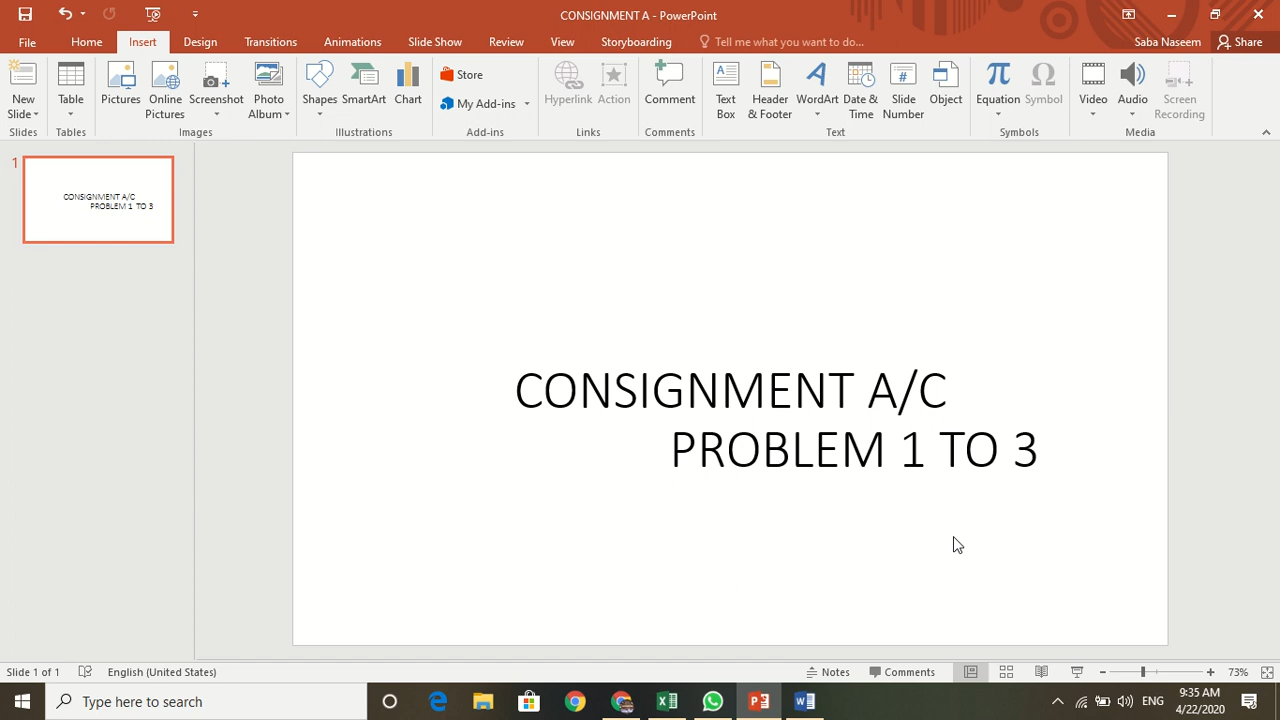 CONSIGNMENT A - PowerPoint
File Home Insert Design Transitions Animations Slide Show Review View Storyboarding Tell me what you want to do... Saba Naseem Share
New Slide Table Pictures Online Pictures Screenshot Photo Album Shapes SmartArt Chart Store My Add-ins Hyperlink Action Comment Text Box Header & Footer WordArt Date & Time Slide Number Object Equation Symbol Video Audio Screen Recording
Slides Tables Images Illustrations Add-ins Links Comments Text Symbols Media
1
CONSIGNMENT A/C
PROBLEM 1 TO 3
CONSIGNMENT A/C
PROBLEM 1 TO 3
Slide 1 of 1 English (United States) Notes Comments 73%
Type here to search ENG 9:35 AM
4/22/2020